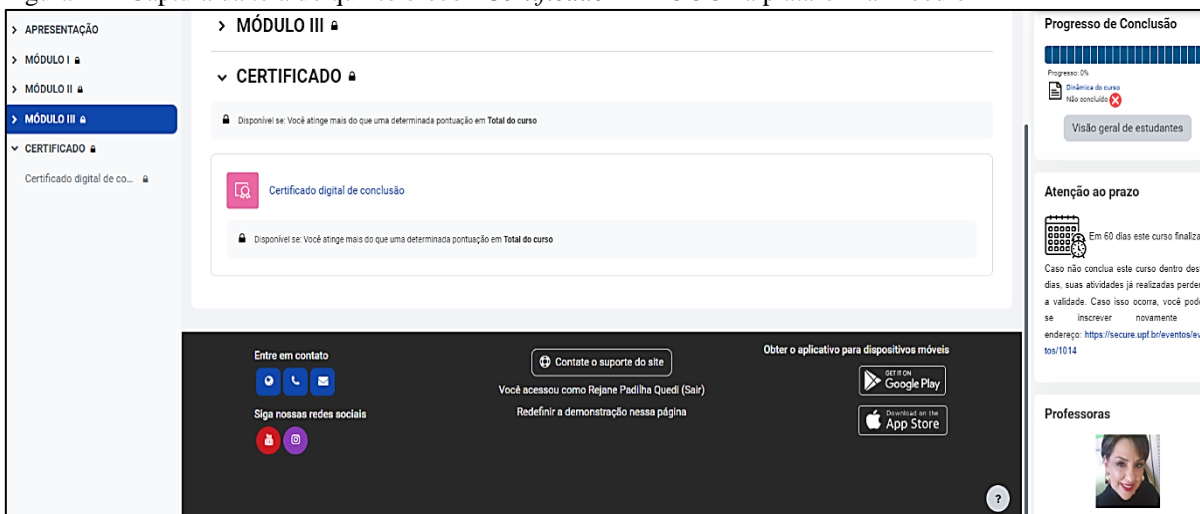 APRESENTAÇÃO
MÓDULO I
MÓDULO II
MÓDULO III
CERTIFICADO
Certificado digital de co...
MÓDULO III
CERTIFICADO
Disponível se: Você atinge mais do que uma determinada pontuação em Total do curso
Certificado digital de conclusão
Disponível se: Você atinge mais do que uma determinada pontuação em Total do curso
Progresso de Conclusão
Progresso: 0%
Dinâmica do curso
Não concluído
Visão geral de estudantes
Atenção ao prazo
Em 60 dias este curso finaliza
Caso não conclua este curso dentro des
dias, suas atividades já realizadas perde
a validade. Caso isso ocorra, você pod
se inscrever novamente
endereço: https://secure.upf.br/eventos/ev
tos/1014
Professoras
Entre em contato
Siga nossas redes sociais
Contate o suporte do site
Você acessou como Rejane Padilha Quedi (Sair)
Redefinir a demonstração nessa página
Obter o aplicativo para dispositivos móveis
GET IT ON
Google Play
Download on the
App Store
?